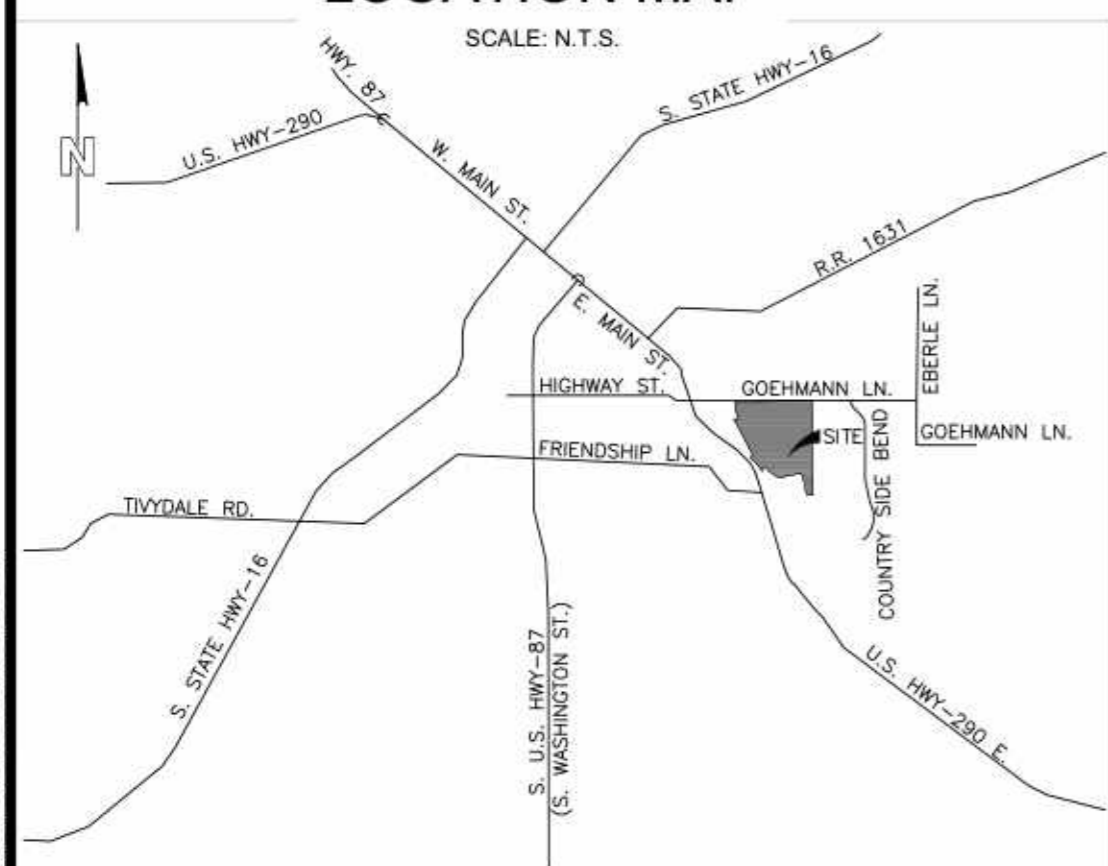 LOCATION MAP
SCALE: N.T.S.
HWY. 87
S. STATE HWY-16
U.S. HWY-290
N
W. MAIN ST.
R.R. 1631
E. MAIN ST.
EBERLE LN.
HIGHWAY ST.
GOEHMANN LN.
GOEHMANN LN.
SITE
FRIENDSHIP LN.
COUNTRY SIDE BEND
TIVYDALE RD.
S. STATE HWY-16
S. U.S. HWY-87
(S. WASHINGTON ST.)
U.S. HWY-290 E.